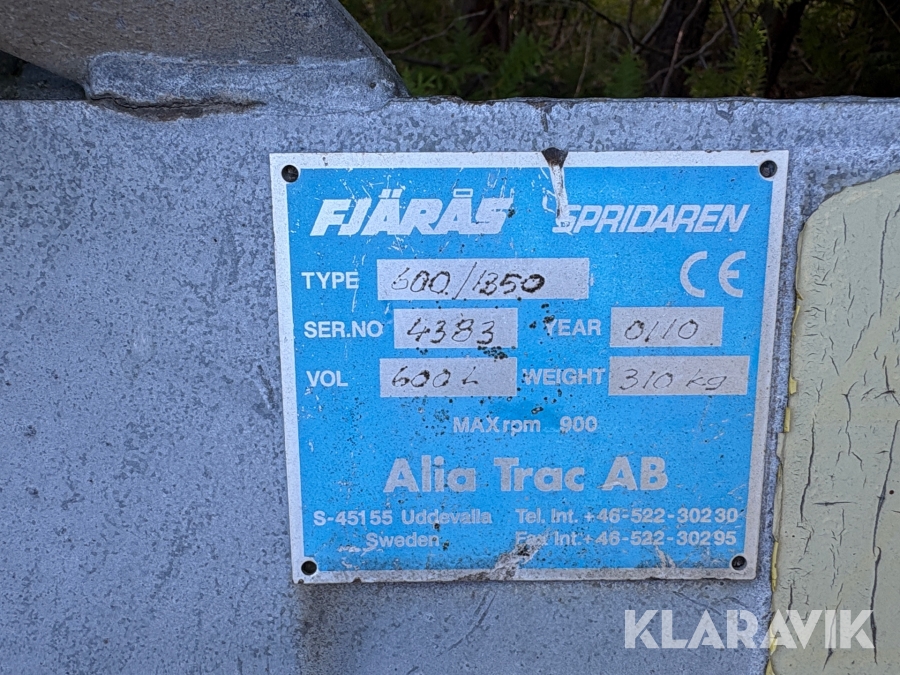 FJÄRÅS SPRIDAREN
TYPE 600/1350 CE
SER.NO 4383 YEAR 0110
VOL 600 L WEIGHT 310 kg
MAX rpm 900
Alia Trac AB
S-451 55 Uddevalla Tel. Int. +46-522-302 30
Sweden Fax Int. +46-522-302 95
KLARAVIK